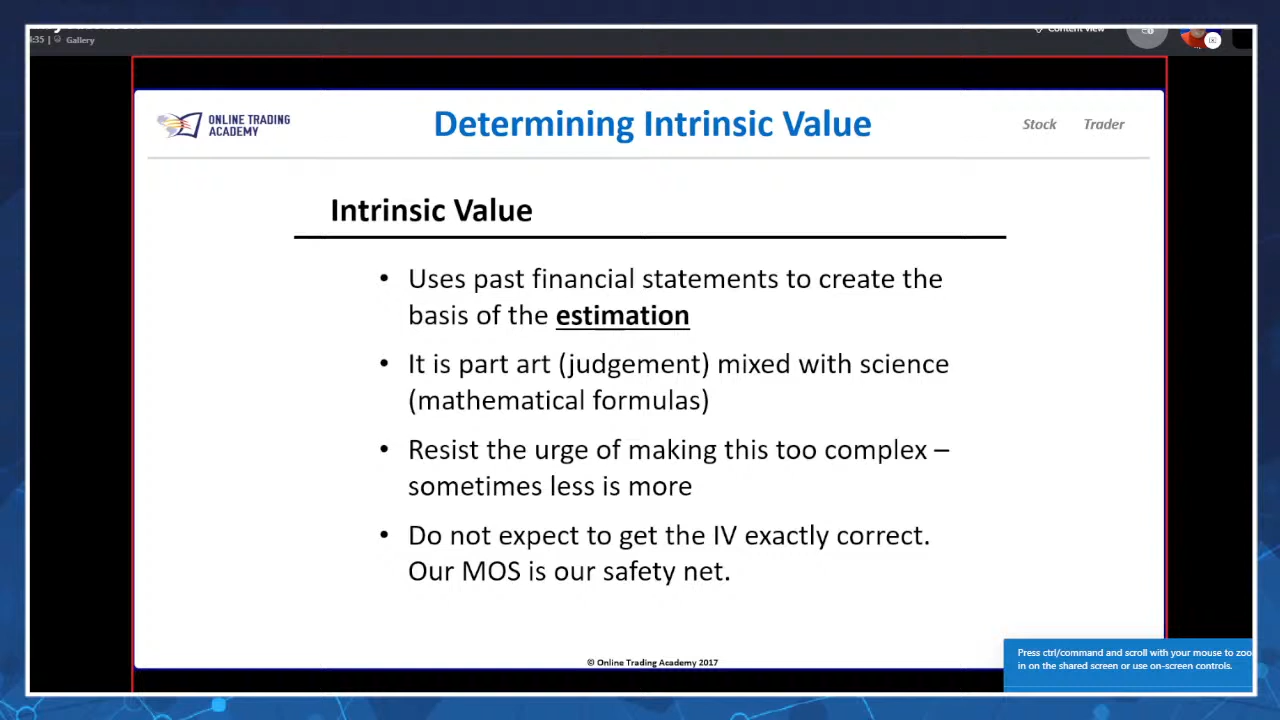 :35 | Gallery
Content view
ONLINE TRADING
ACADEMY
Determining Intrinsic Value
Stock Trader
Intrinsic Value
• Uses past financial statements to create the
basis of the estimation
• It is part art (judgement) mixed with science
(mathematical formulas)
• Resist the urge of making this too complex –
sometimes less is more
• Do not expect to get the IV exactly correct.
Our MOS is our safety net.
© Online Trading Academy 2017
Press ctrl/command and scroll with your mouse to zoo
in on the shared screen or use on-screen controls.